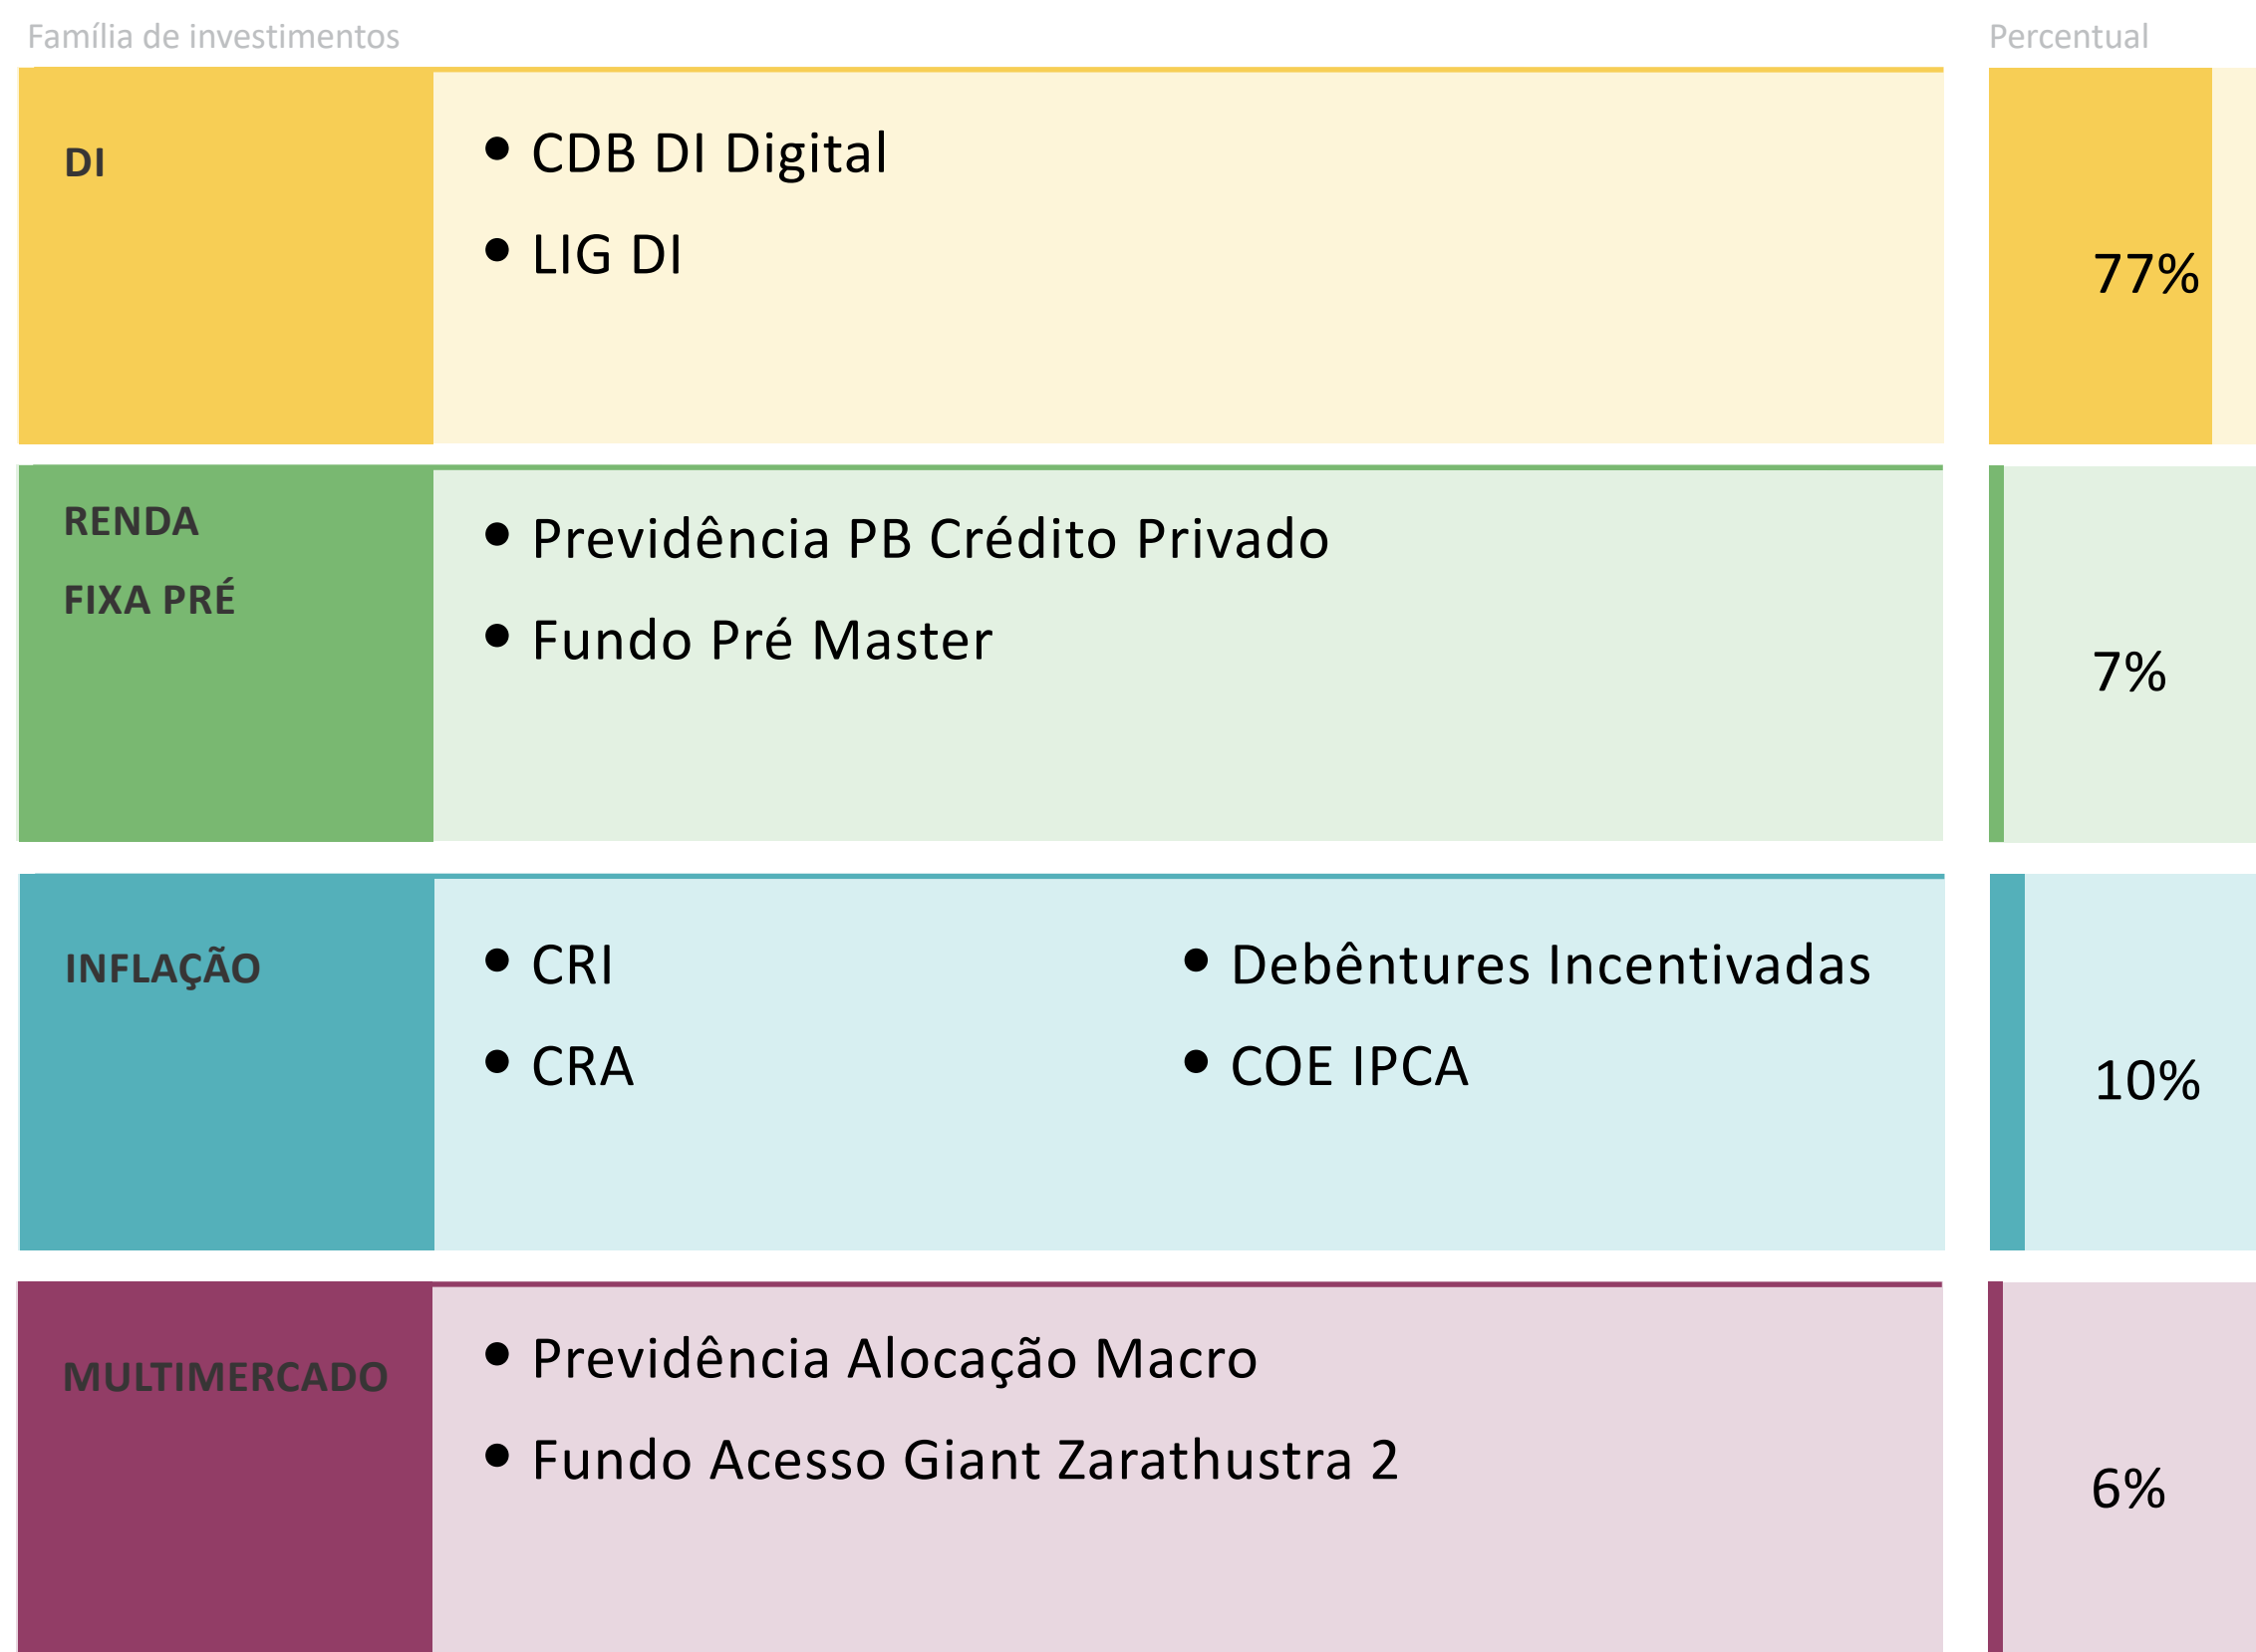 Família de investimentos
Percentual
DI
• CDB DI Digital
• LIG DI
77%
RENDA
FIXA PRÉ
• Previdência PB Crédito Privado
• Fundo Pré Master
7%
INFLAÇÃO
• CRI
• CRA
• Debêntures Incentivadas
• COE IPCA
10%
MULTIMERCADO
• Previdência Alocação Macro
• Fundo Acesso Giant Zarathustra 2
6%